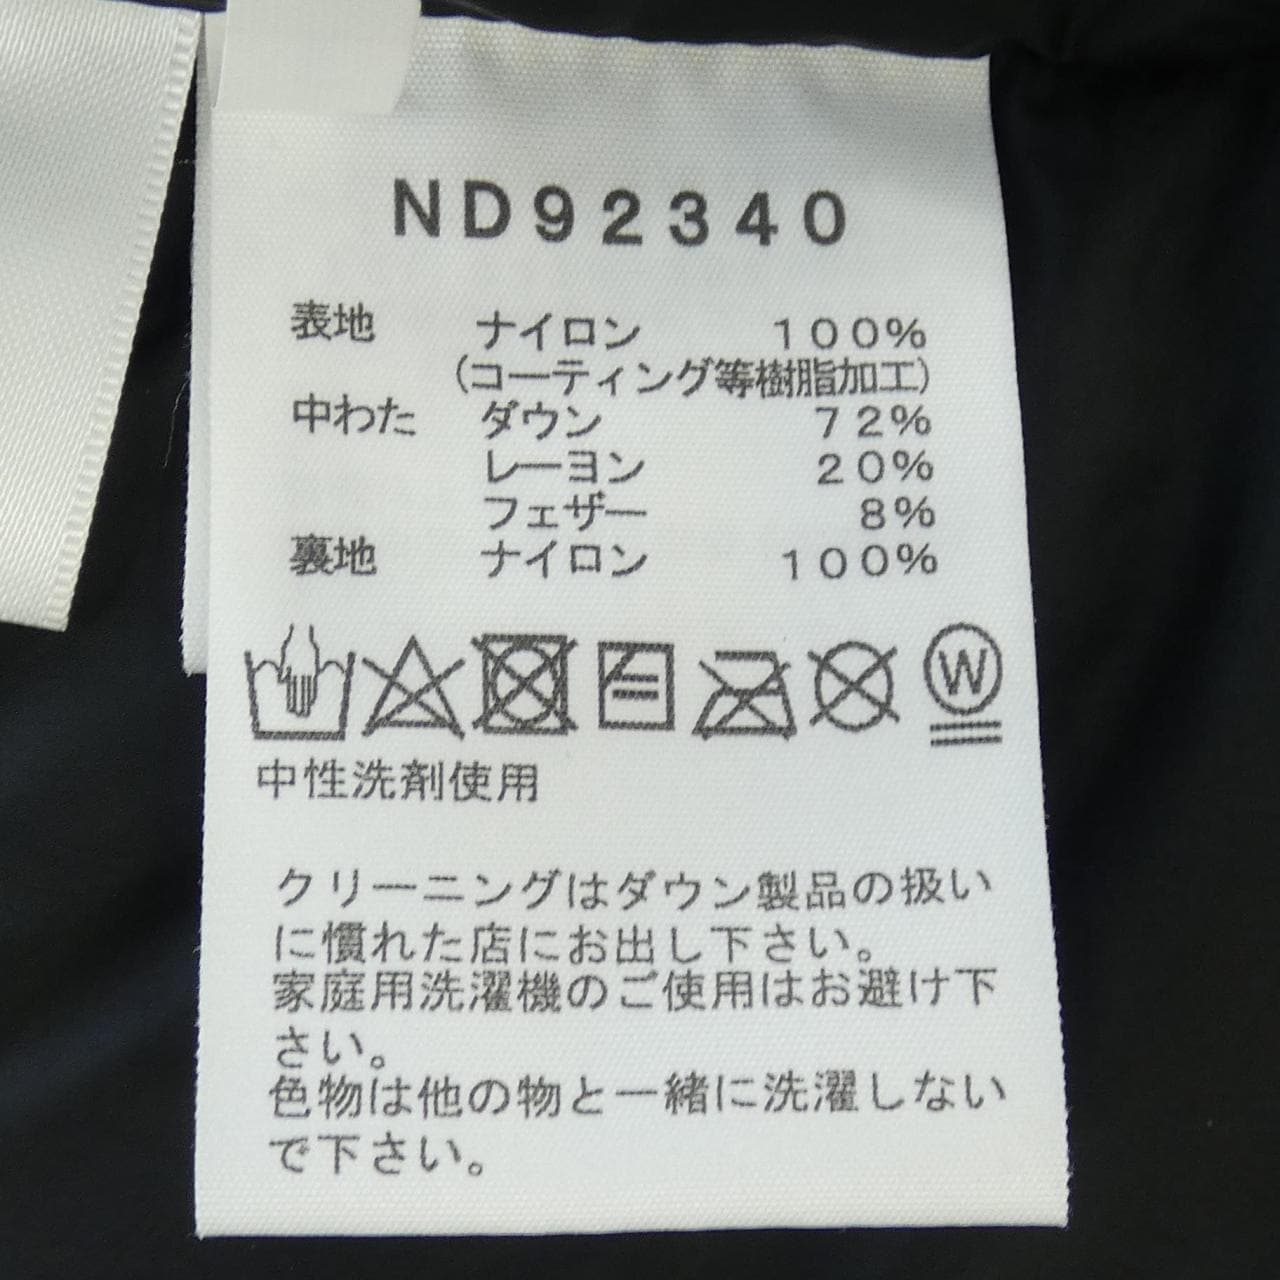 ND92340
表地 ナイロン 100%
(コーティング等樹脂加工)
中わた ダウン 72%
レーヨン 20%
フェザー 8%
裏地 ナイロン 100%
W
中性洗剤使用
クリーニングはダウン製品の扱い
に慣れた店にお出し下さい。
家庭用洗濯機のご使用はお避け下
さい。
色物は他の物と一緒に洗濯しない
で下さい。